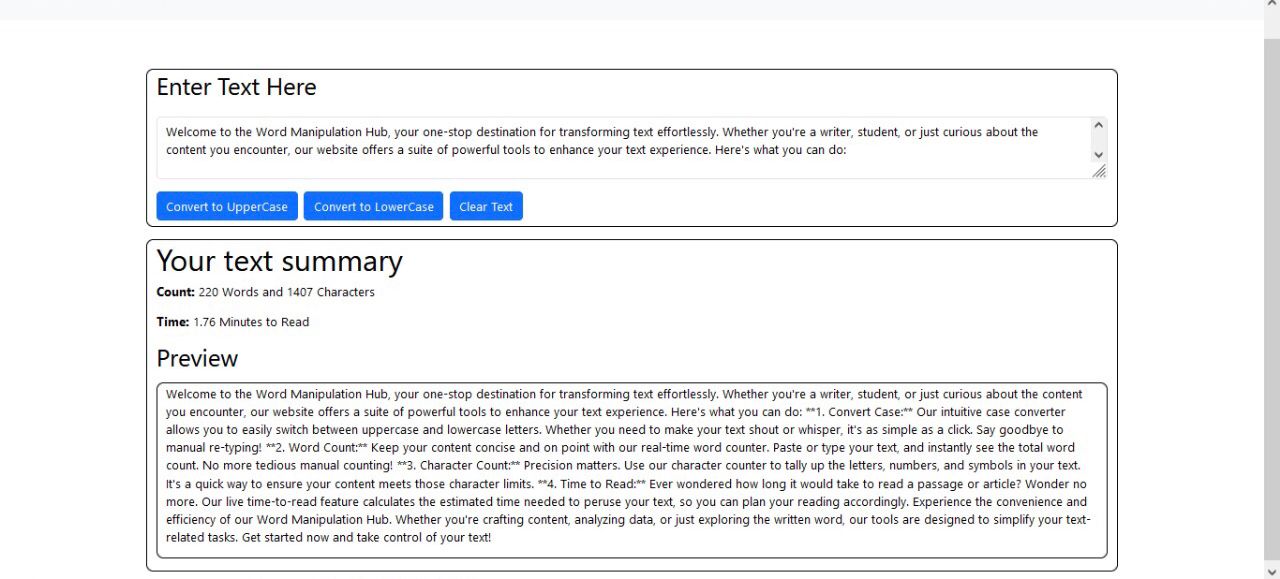 Enter Text Here
Welcome to the Word Manipulation Hub, your one-stop destination for transforming text effortlessly. Whether you're a writer, student, or just curious about the
content you encounter, our website offers a suite of powerful tools to enhance your text experience. Here's what you can do:
Convert to UpperCase Convert to LowerCase Clear Text
Your text summary
Count: 220 Words and 1407 Characters
Time: 1.76 Minutes to Read
Preview
Welcome to the Word Manipulation Hub, your one-stop destination for transforming text effortlessly. Whether you're a writer, student, or just curious about the content
you encounter, our website offers a suite of powerful tools to enhance your text experience. Here's what you can do: **1. Convert Case:** Our intuitive case converter
allows you to easily switch between uppercase and lowercase letters. Whether you need to make your text shout or whisper, it's as simple as a click. Say goodbye to
manual re-typing! **2. Word Count:** Keep your content concise and on point with our real-time word counter. Paste or type your text, and instantly see the total word
count. No more tedious manual counting! **3. Character Count:** Precision matters. Use our character counter to tally up the letters, numbers, and symbols in your text.
It's a quick way to ensure your content meets those character limits. **4. Time to Read:** Ever wondered how long it would take to read a passage or article? Wonder no
more. Our live time-to-read feature calculates the estimated time needed to peruse your text, so you can plan your reading accordingly. Experience the convenience and
efficiency of our Word Manipulation Hub. Whether you're crafting content, analyzing data, or just exploring the written word, our tools are designed to simplify your text-
related tasks. Get started now and take control of your text!